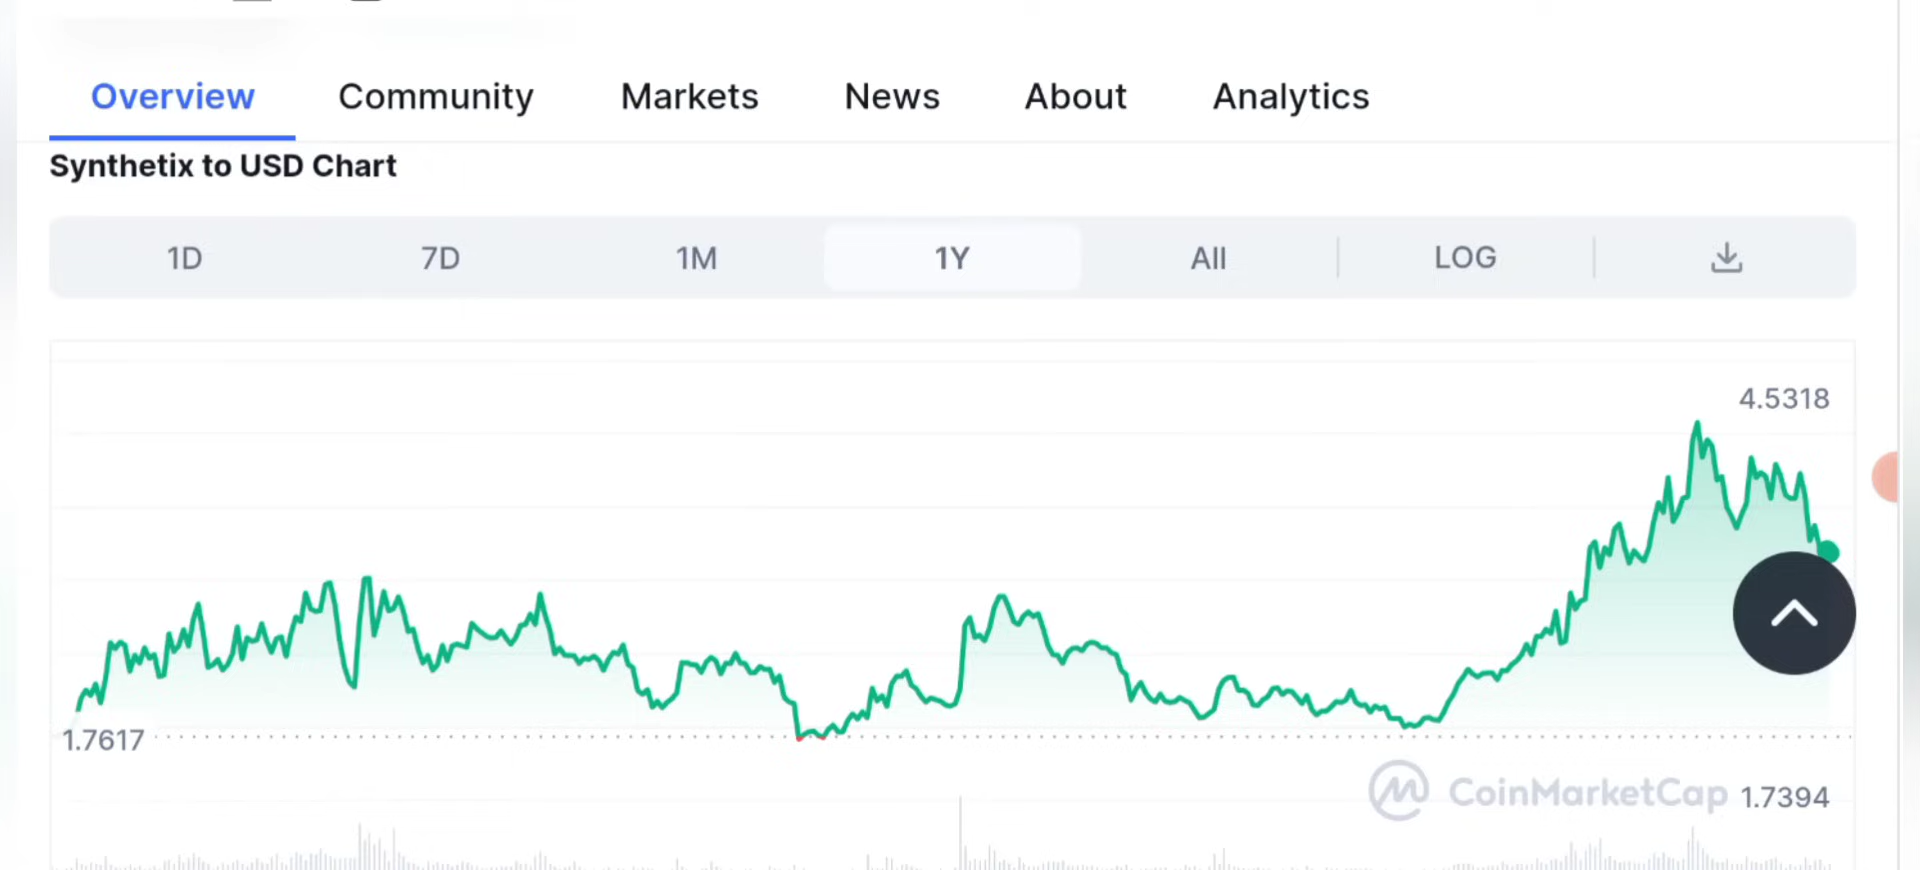 Overview Community Markets News About Analytics
Synthetix to USD Chart
1D 7D 1M 1Y All LOG
4.5318
1.7617
CoinMarketCap 1.7394